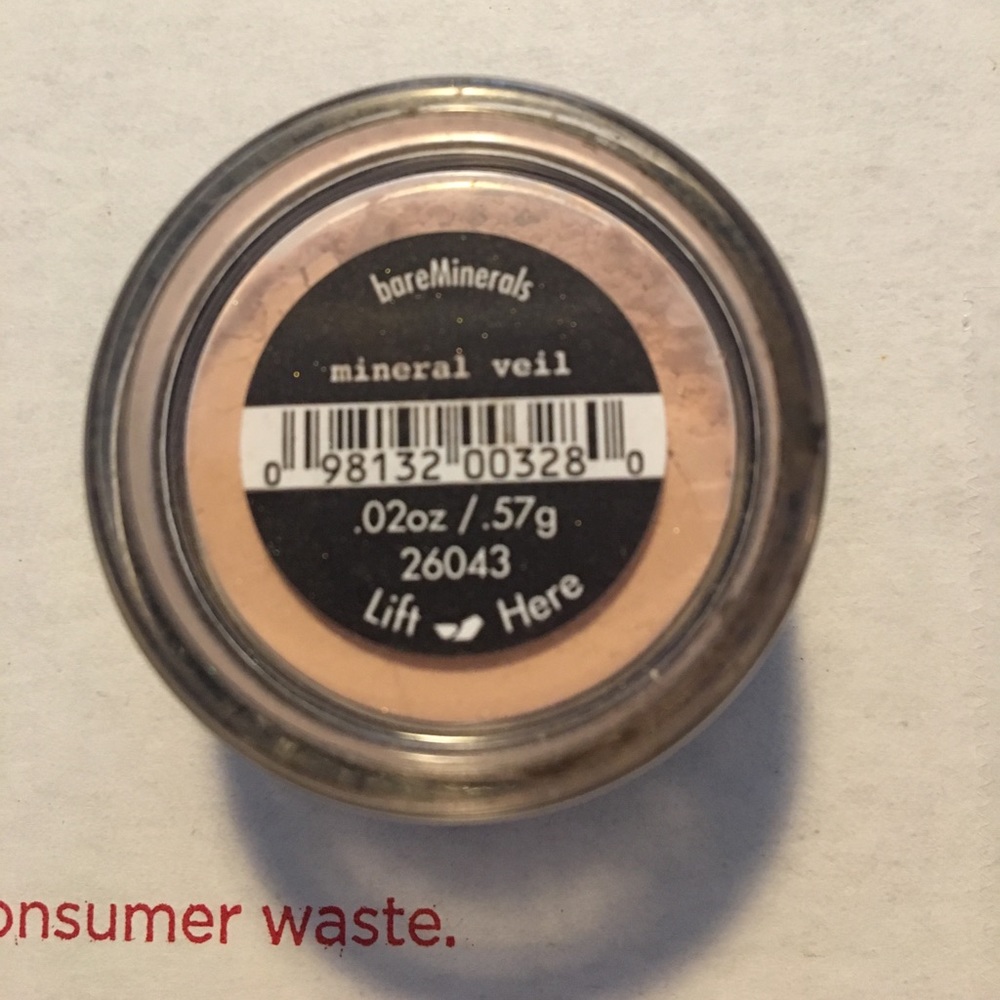 bareMinerals
mineral veil
0 98132 00328 0
.02oz / .57g
26043
Lift Here
onsumer waste.